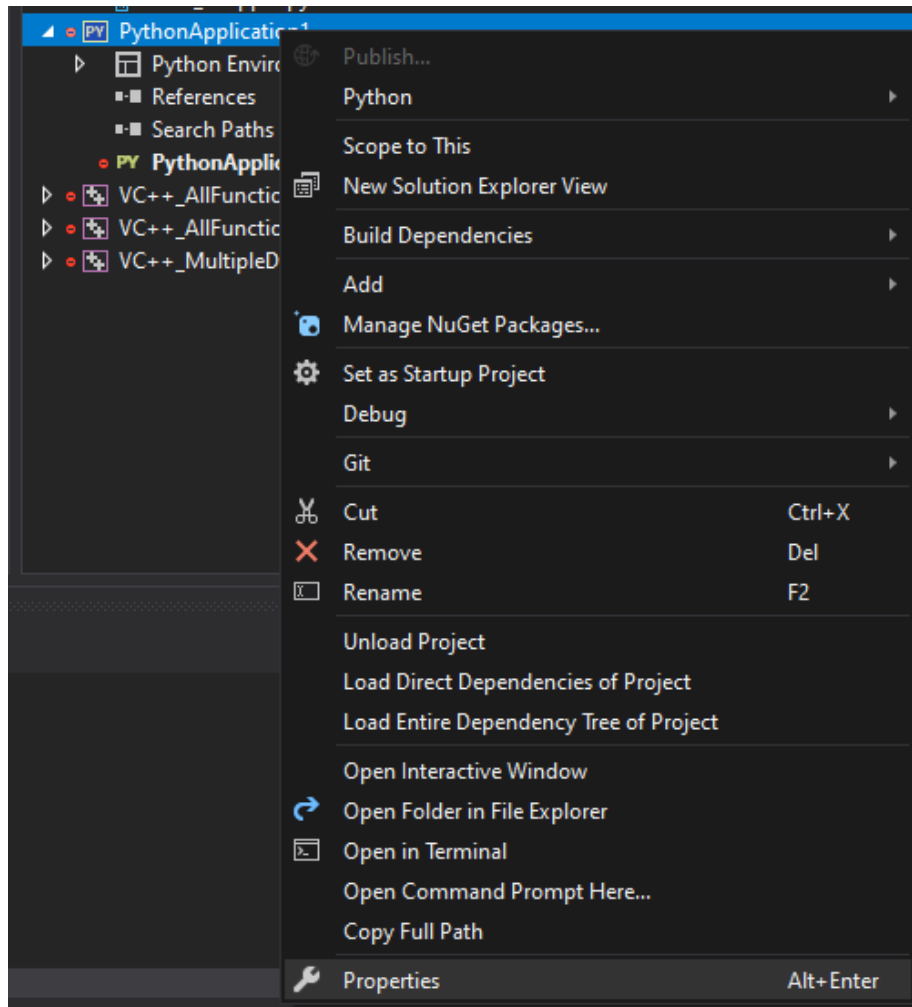 PY PythonApplication1
Python Enviro
References
Search Paths
PY PythonApplic
VC++_AllFunctic
VC++_AllFunctic
VC++_MultipleD
Publish...
Python
Scope to This
New Solution Explorer View
Build Dependencies
Add
Manage NuGet Packages...
Set as Startup Project
Debug
Git
Cut Ctrl+X
Remove Del
Rename F2
Unload Project
Load Direct Dependencies of Project
Load Entire Dependency Tree of Project
Open Interactive Window
Open Folder in File Explorer
Open in Terminal
Open Command Prompt Here...
Copy Full Path
Properties Alt+Enter